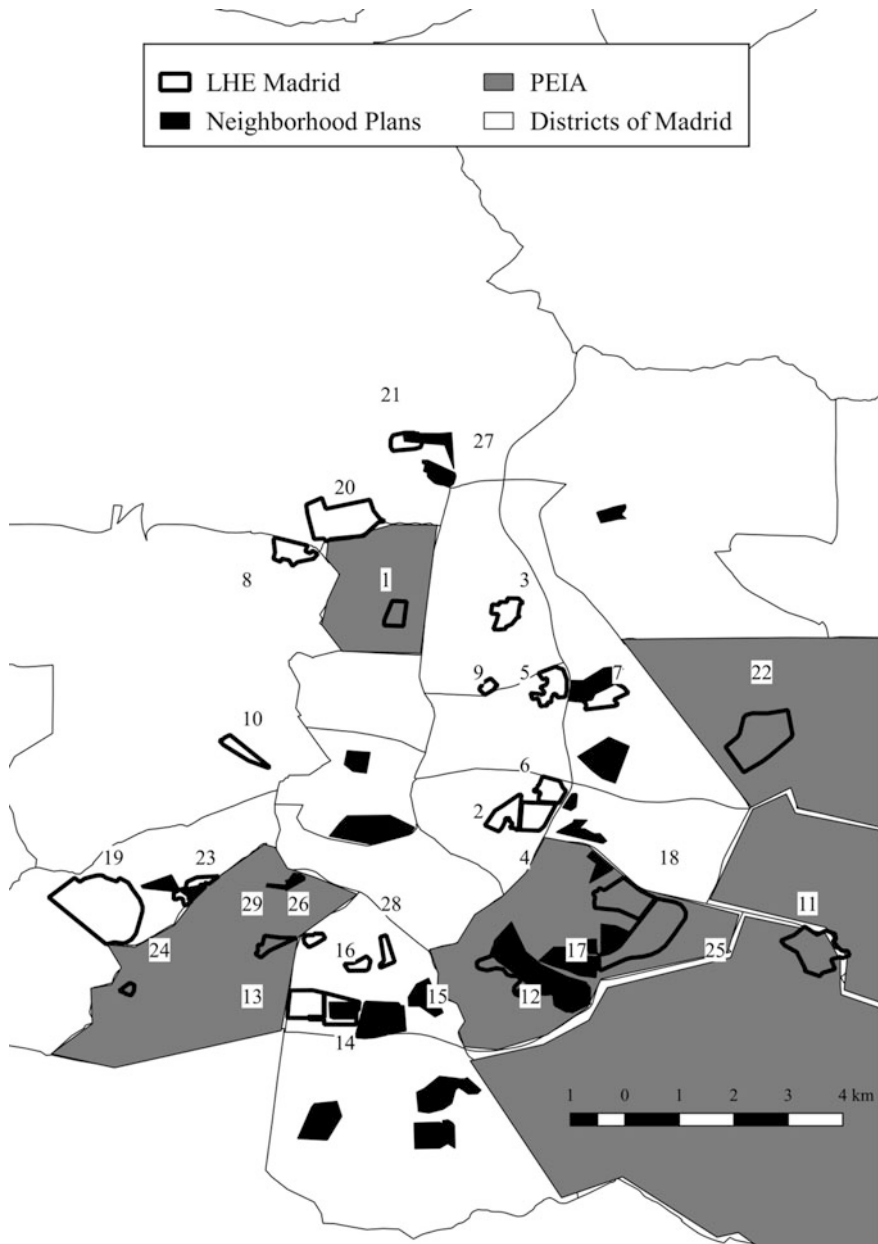 LHE Madrid PEIA
Neighborhood Plans Districts of Madrid
21
27
20
8 1 3
9 5 7 22
10
6
2
4 18
19 23
29 26 28 11
24 16 17 25
13 15 12
14
1 0 1 2 3 4 km